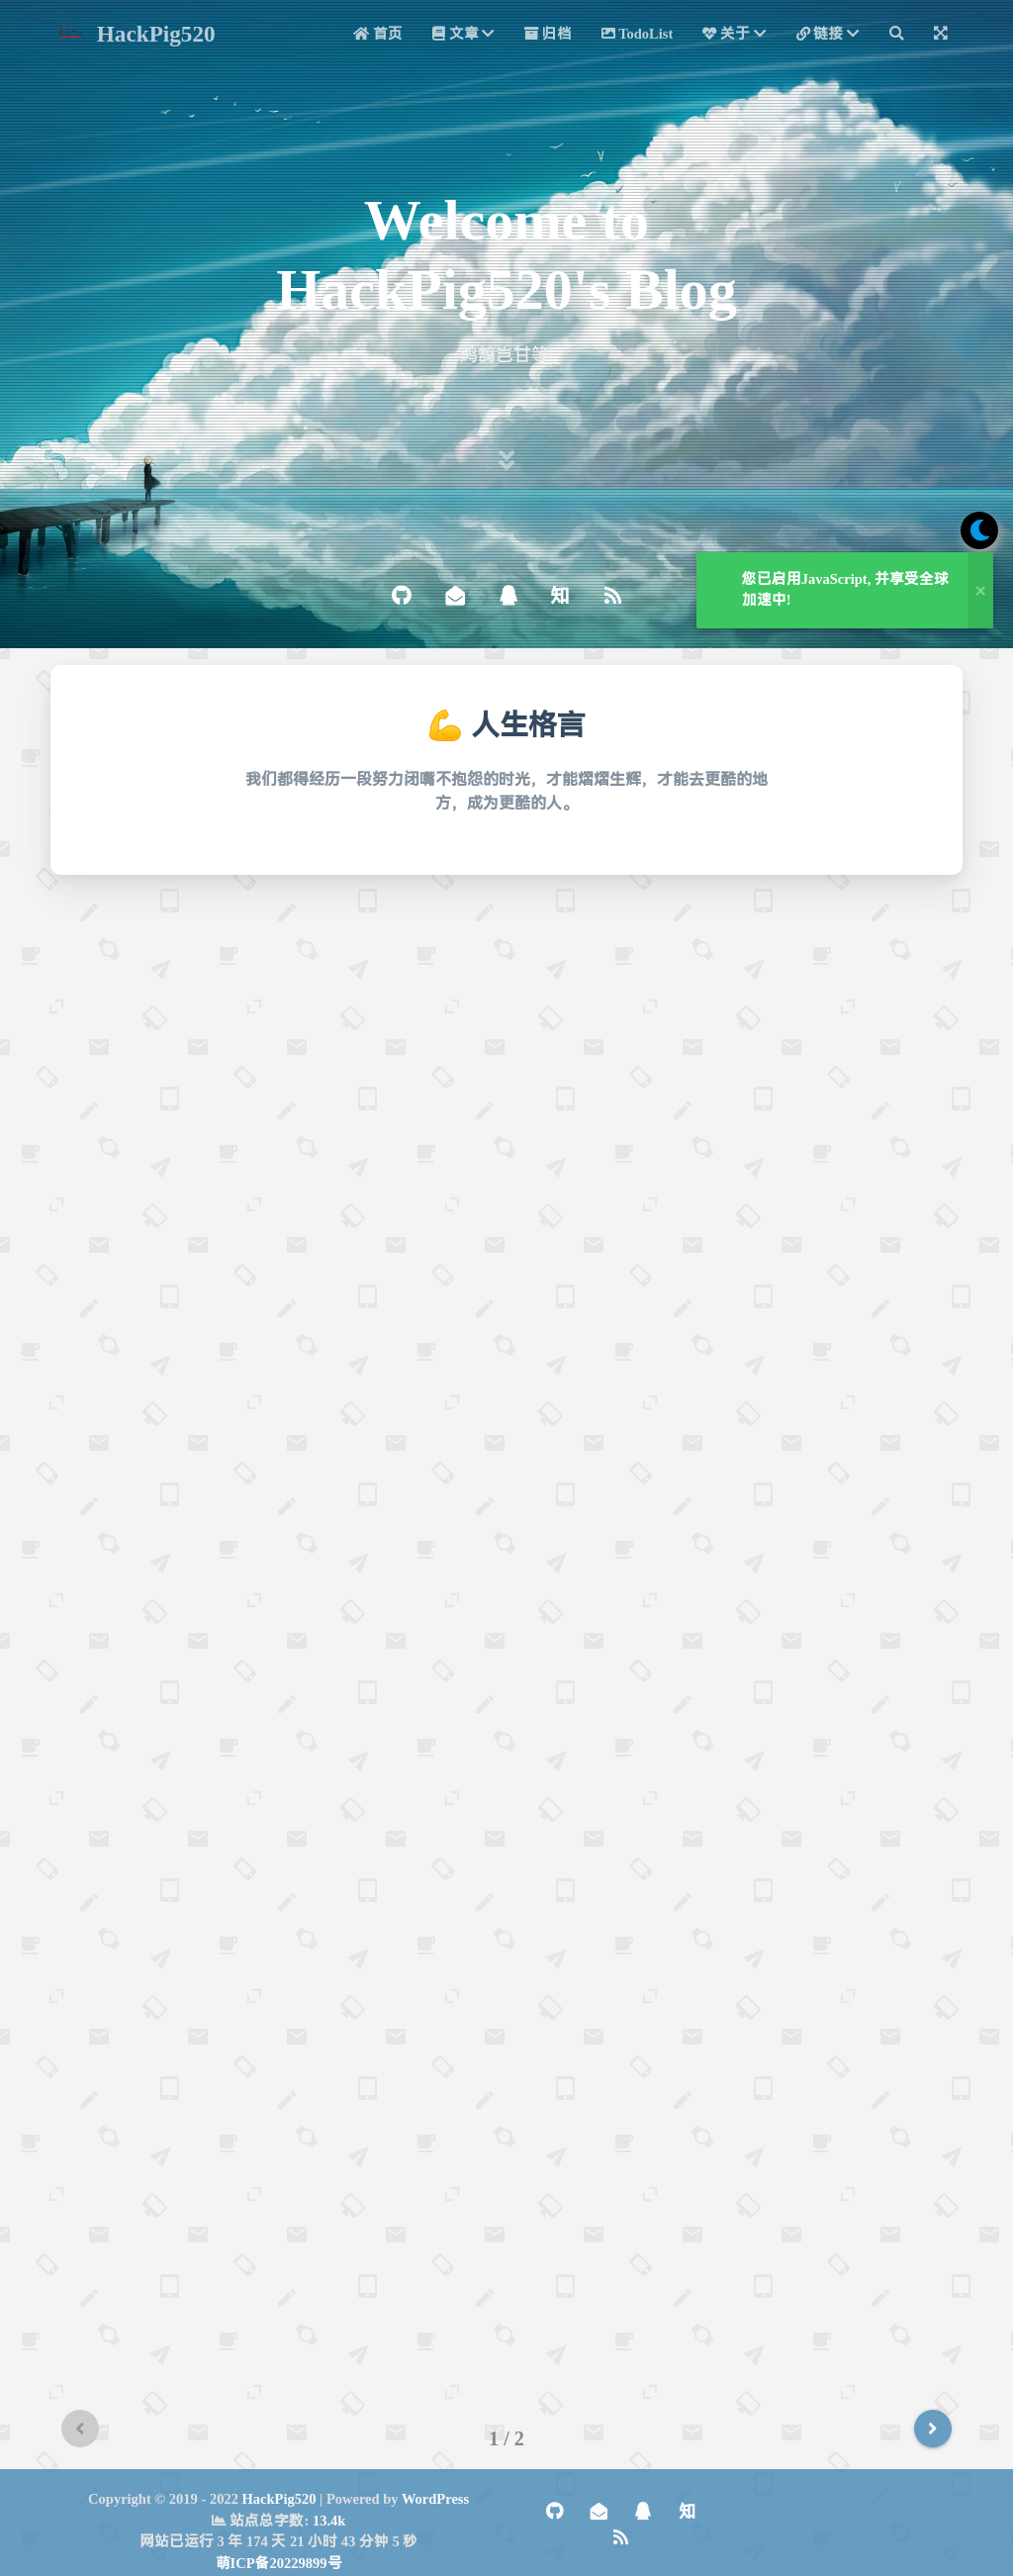 HackPig520
首页 文章 归档 TodoList 关于 链接
Welcome to
HackPig520's Blog
鸿鹄岂甘等
知
您已启用JavaScript, 并享受全球
加速中!
×
💪 人生格言
我们都得经历一段努力闭嘴不抱怨的时光，才能熠熠生辉，才能去更酷的地
方，成为更酷的人。
1 / 2
Copyright © 2019 - 2022 HackPig520 | Powered by WordPress
站点总字数: 13.4k
网站已运行 3 年 174 天 21 小时 43 分钟 5 秒
萌ICP备20229899号
知